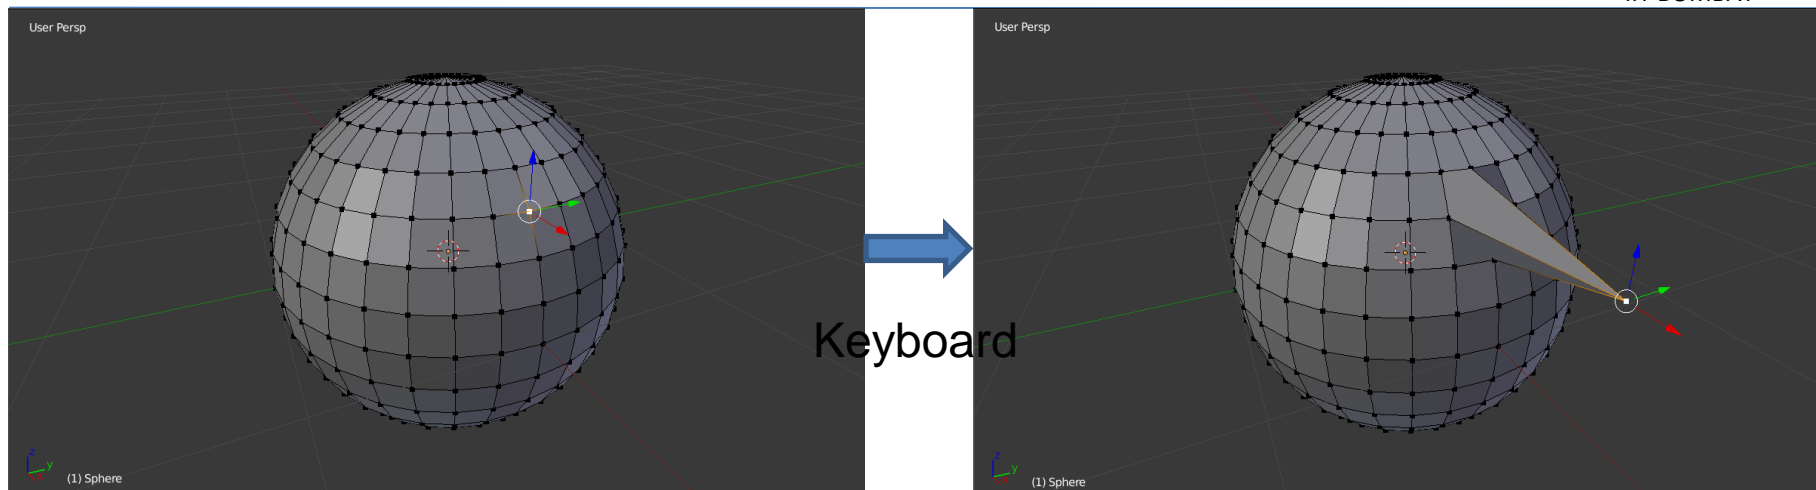 User Persp
User Persp
Keyboard
z
y
(1) Sphere
z
y
(1) Sphere